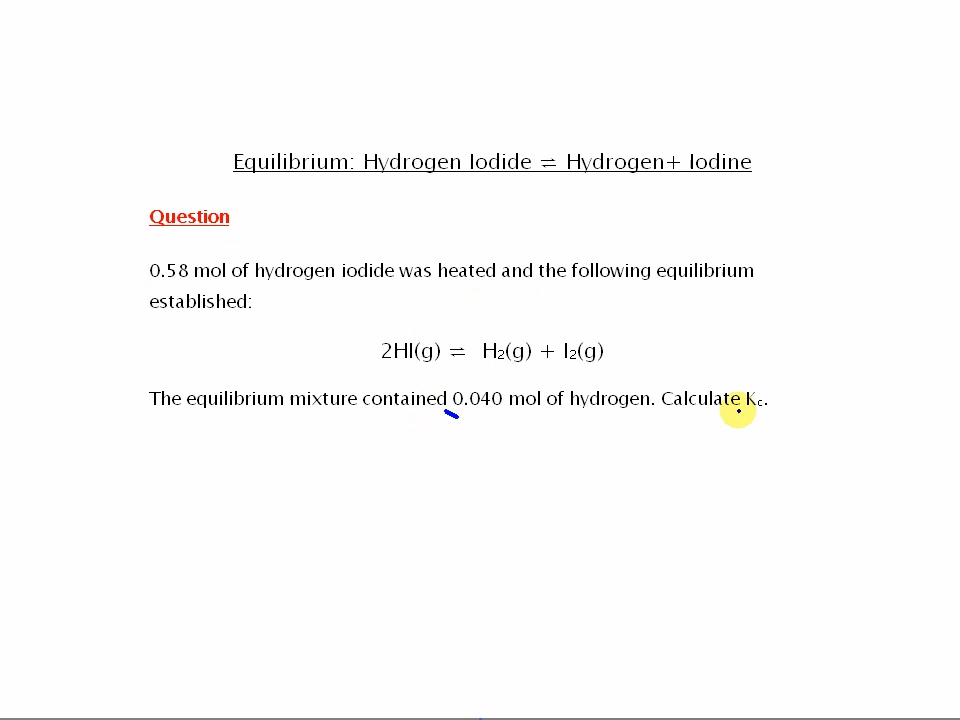 Equilibrium: Hydrogen Iodide ⇌ Hydrogen+ Iodine
Question
0.58 mol of hydrogen iodide was heated and the following equilibrium
established:
2HI(g) ⇌ H₂(g) + I₂(g)
The equilibrium mixture contained 0.040 mol of hydrogen. Calculate K꜀.